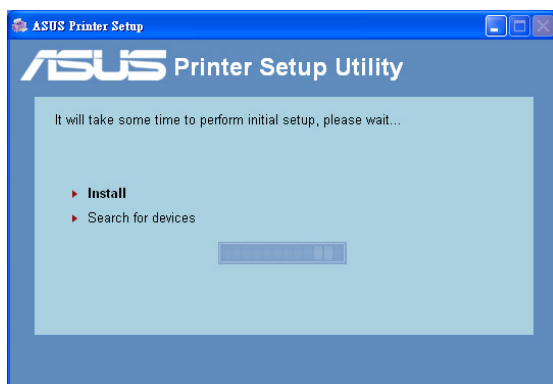 ASUS Printer Setup
ASUS Printer Setup Utility
It will take some time to perform initial setup, please wait...
Install
Search for devices